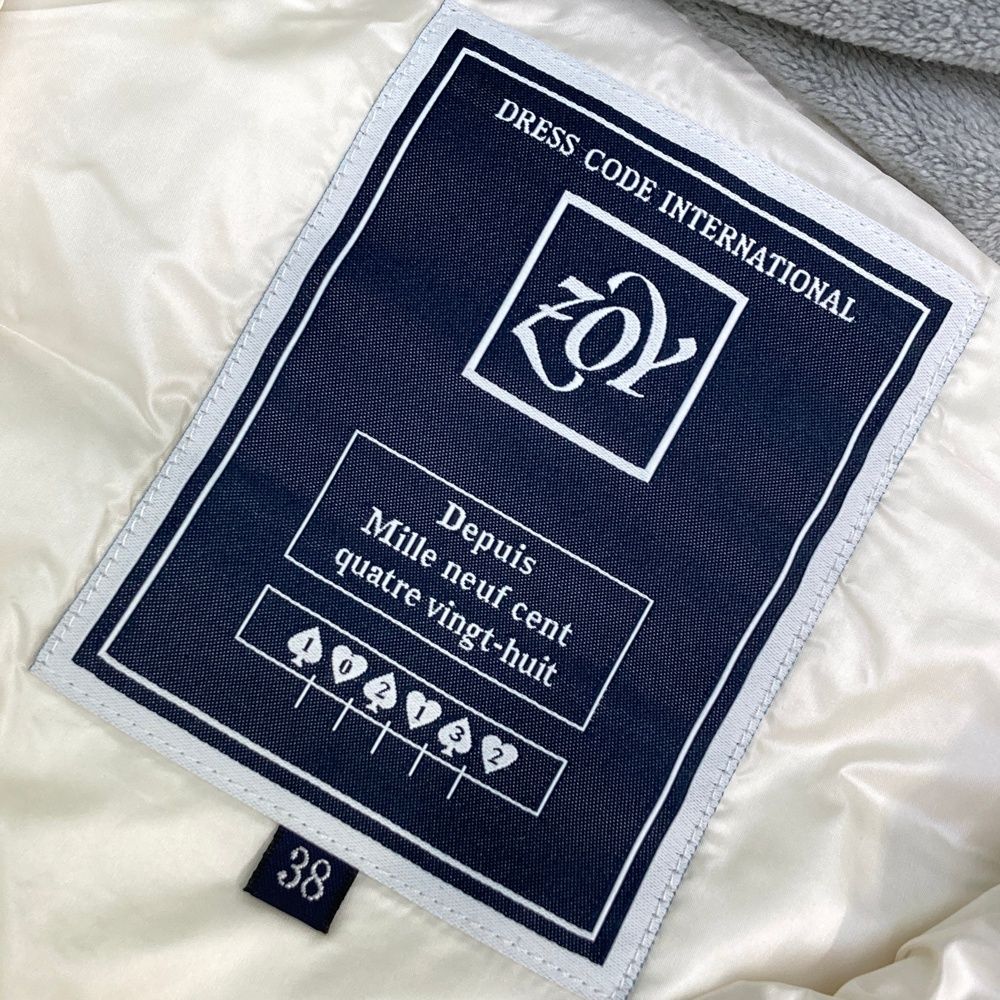 DRESS CODE INTERNATIONAL
ZOY
Depuis
Mille neuf cent
quatre vingt-huit
1 0 2 1 3 2
38